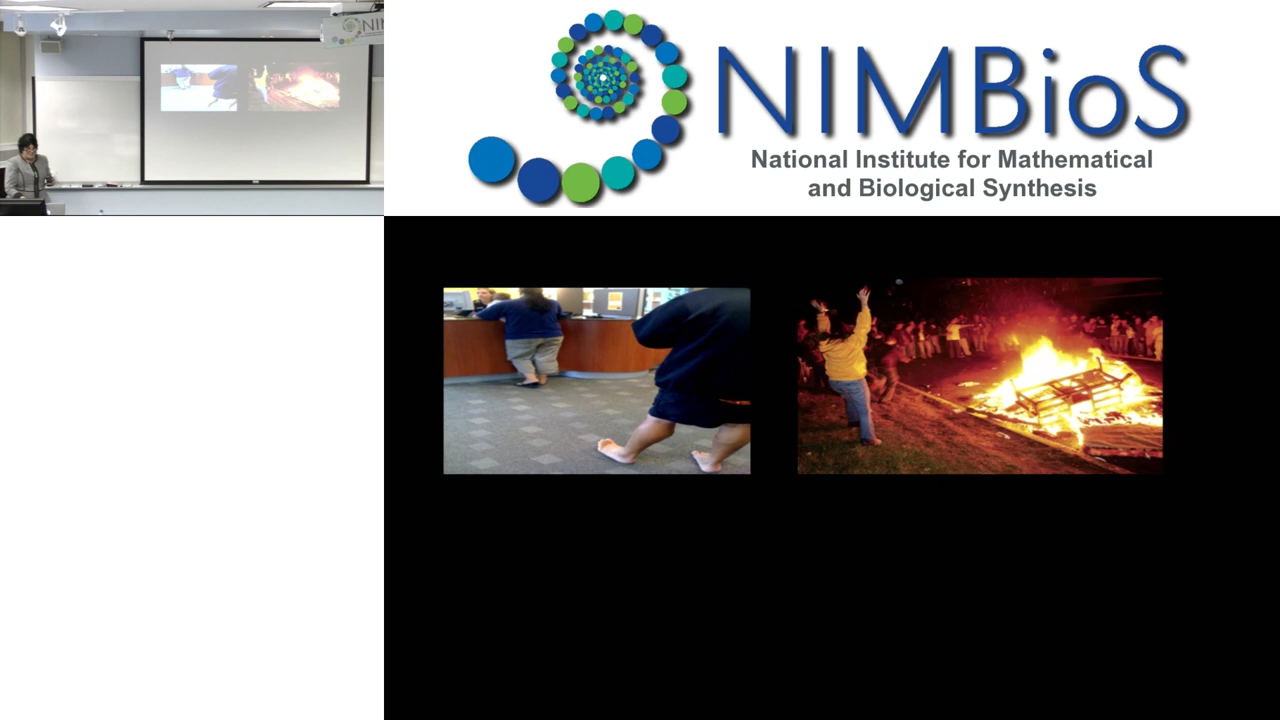 NIMBioS
National Institute for Mathematical
and Biological Synthesis